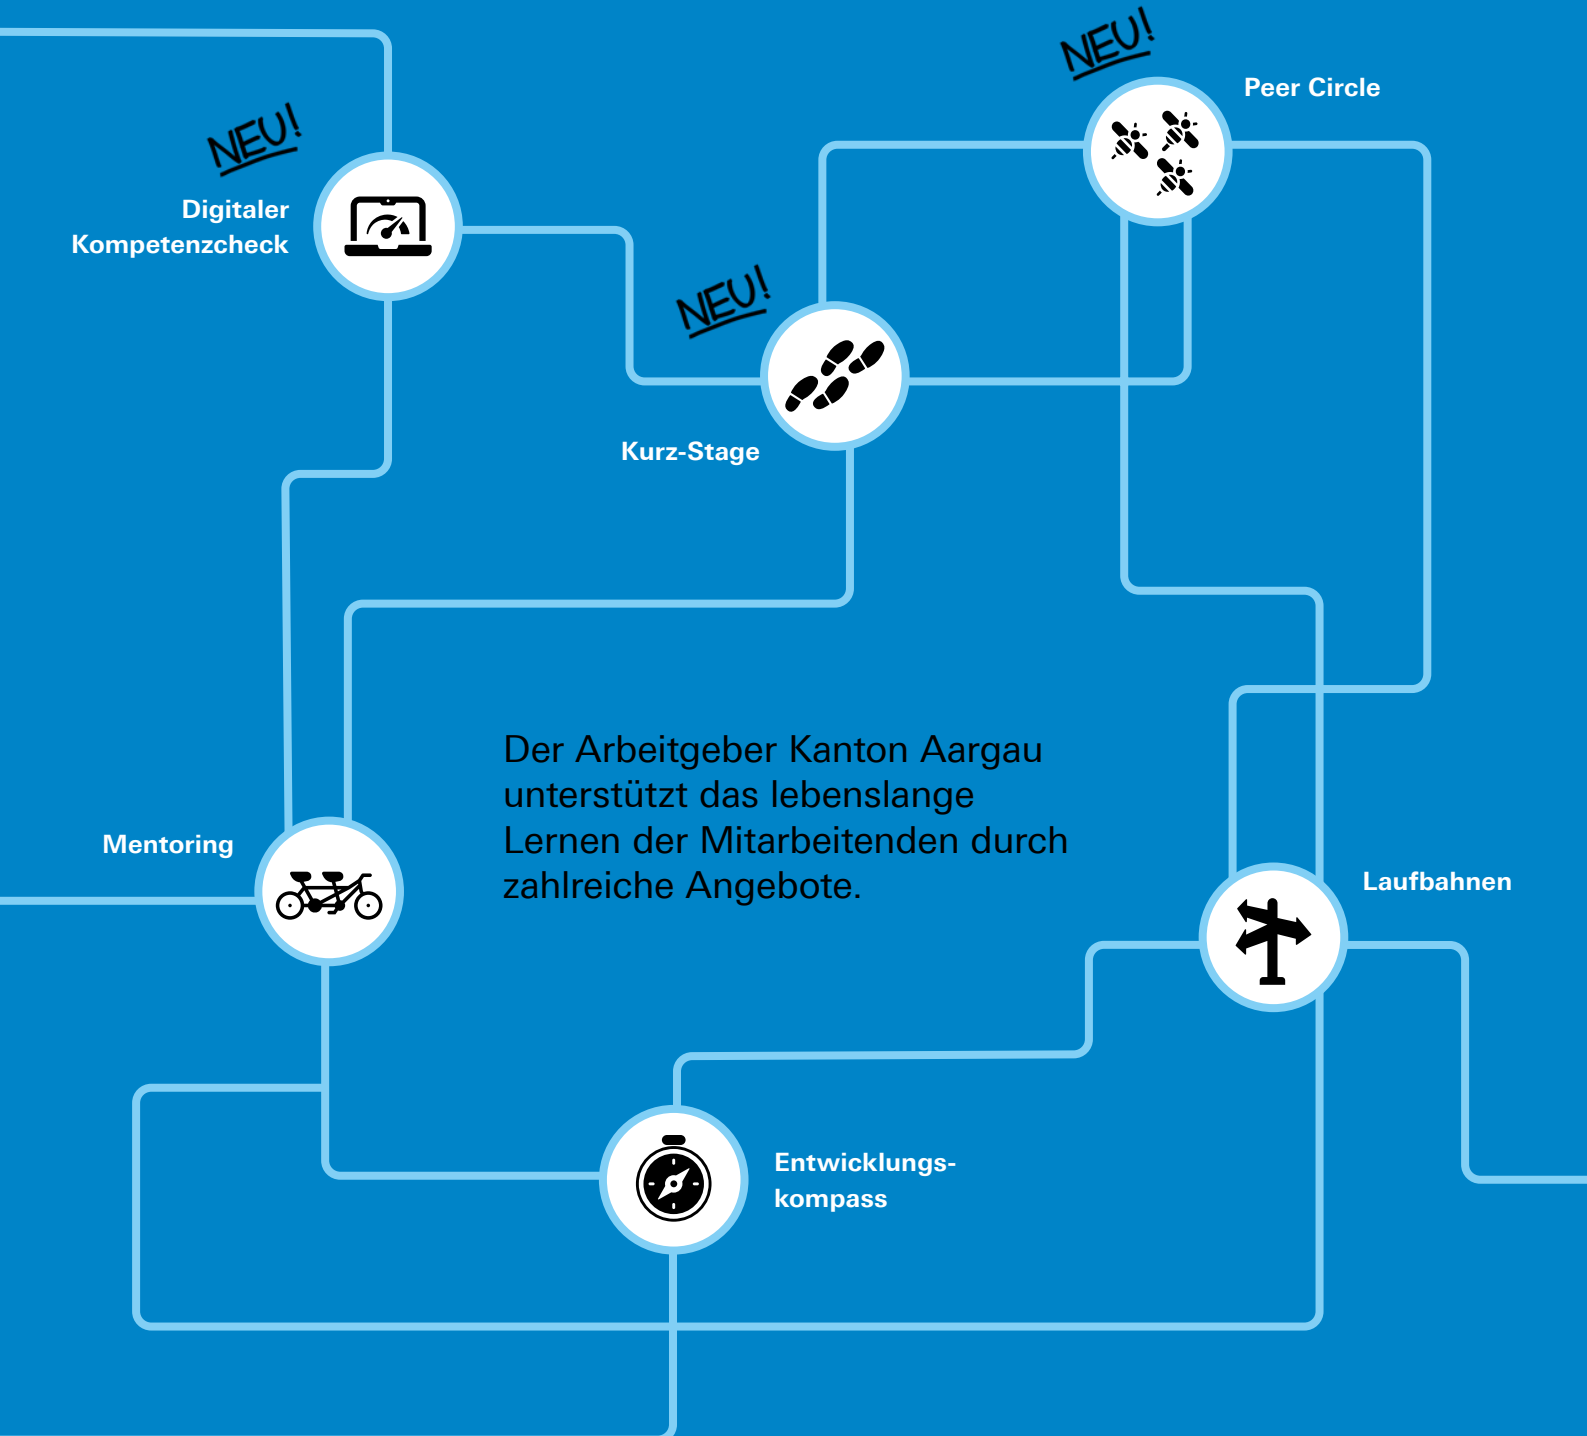 NEU!
Peer Circle
NEU!
Digitaler
Kompetenzcheck
NEU!
Kurz-Stage
Der Arbeitgeber Kanton Aargau
unterstützt das lebenslange
Lernen der Mitarbeitenden durch
zahlreiche Angebote.
Mentoring
Laufbahnen
Entwicklungs-
kompass